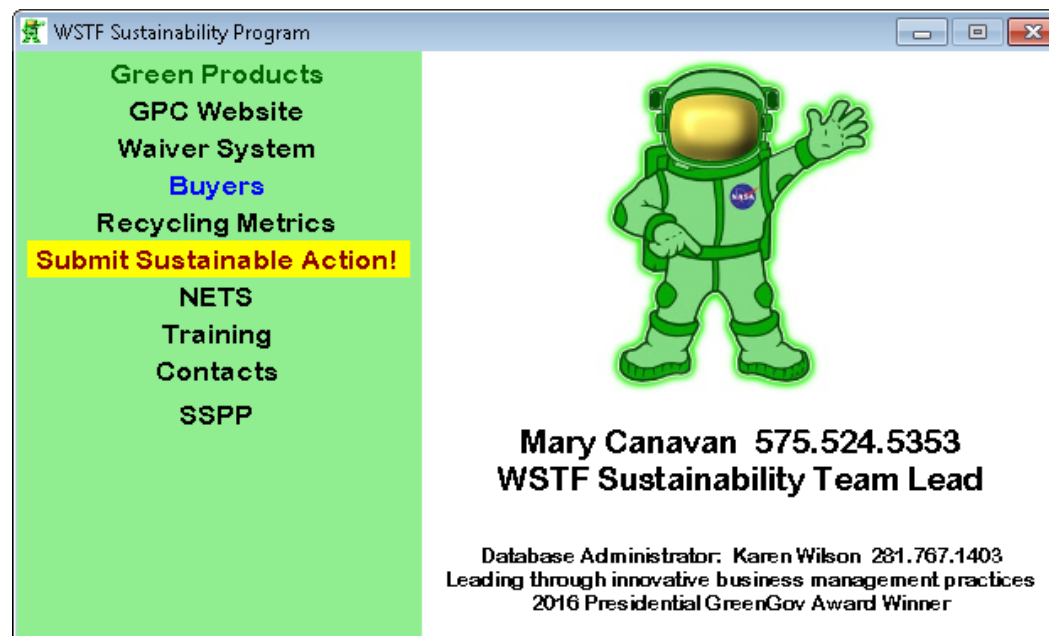 WSTF Sustainability Program
Green Products
GPC Website
Waiver System
Buyers
Recycling Metrics
Submit Sustainable Action!
NETS
Training
Contacts
SSPP
NASA
Mary Canavan 575.524.5353
WSTF Sustainability Team Lead
Database Administrator: Karen Wilson 281.767.1403
Leading through innovative business management practices
2016 Presidential GreenGov Award Winner